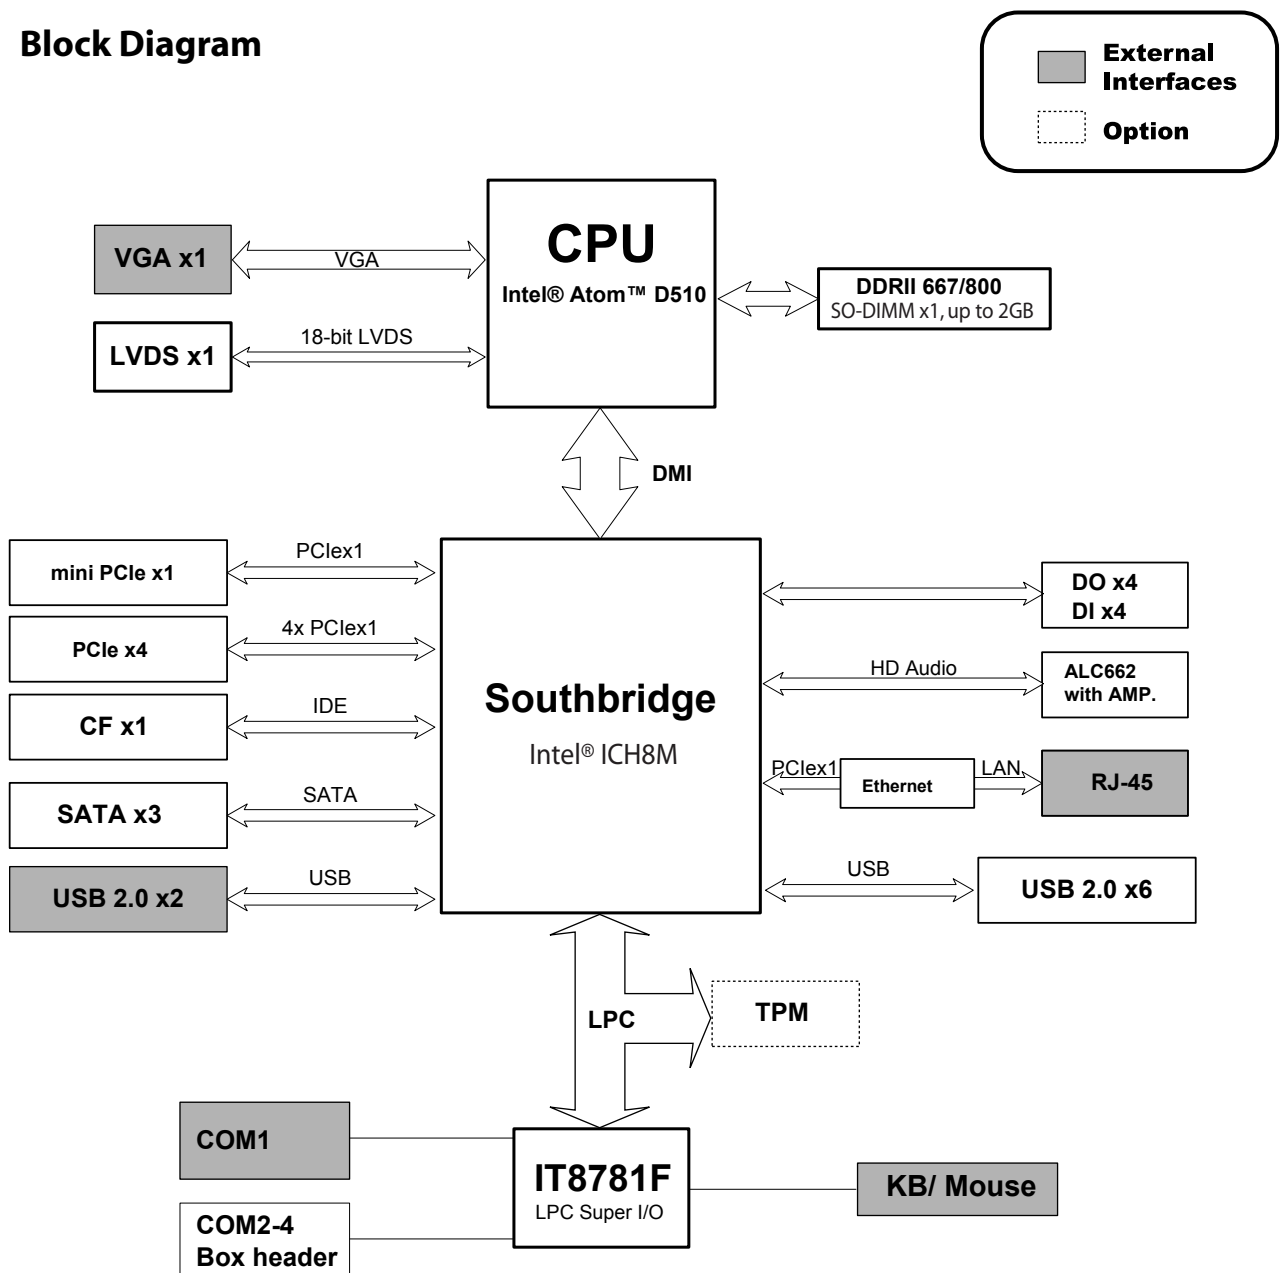 Block Diagram
External
Interfaces
Option
CPU
Intel® Atom™ D510
VGA x1
VGA
DDRII 667/800
SO-DIMM x1, up to 2GB
18-bit LVDS
LVDS x1
DMI
PCIex1
mini PCIe x1
4x PCIex1
PCIe x4
IDE
CF x1
SATA
SATA x3
USB
USB 2.0 x2
Southbridge
Intel® ICH8M
DO x4
DI x4
HD Audio
ALC662
with AMP.
PCIex1
Ethernet
LAN
RJ-45
USB
USB 2.0 x6
LPC
TPM
COM1
IT8781F
LPC Super I/O
KB/ Mouse
COM2-4
Box header